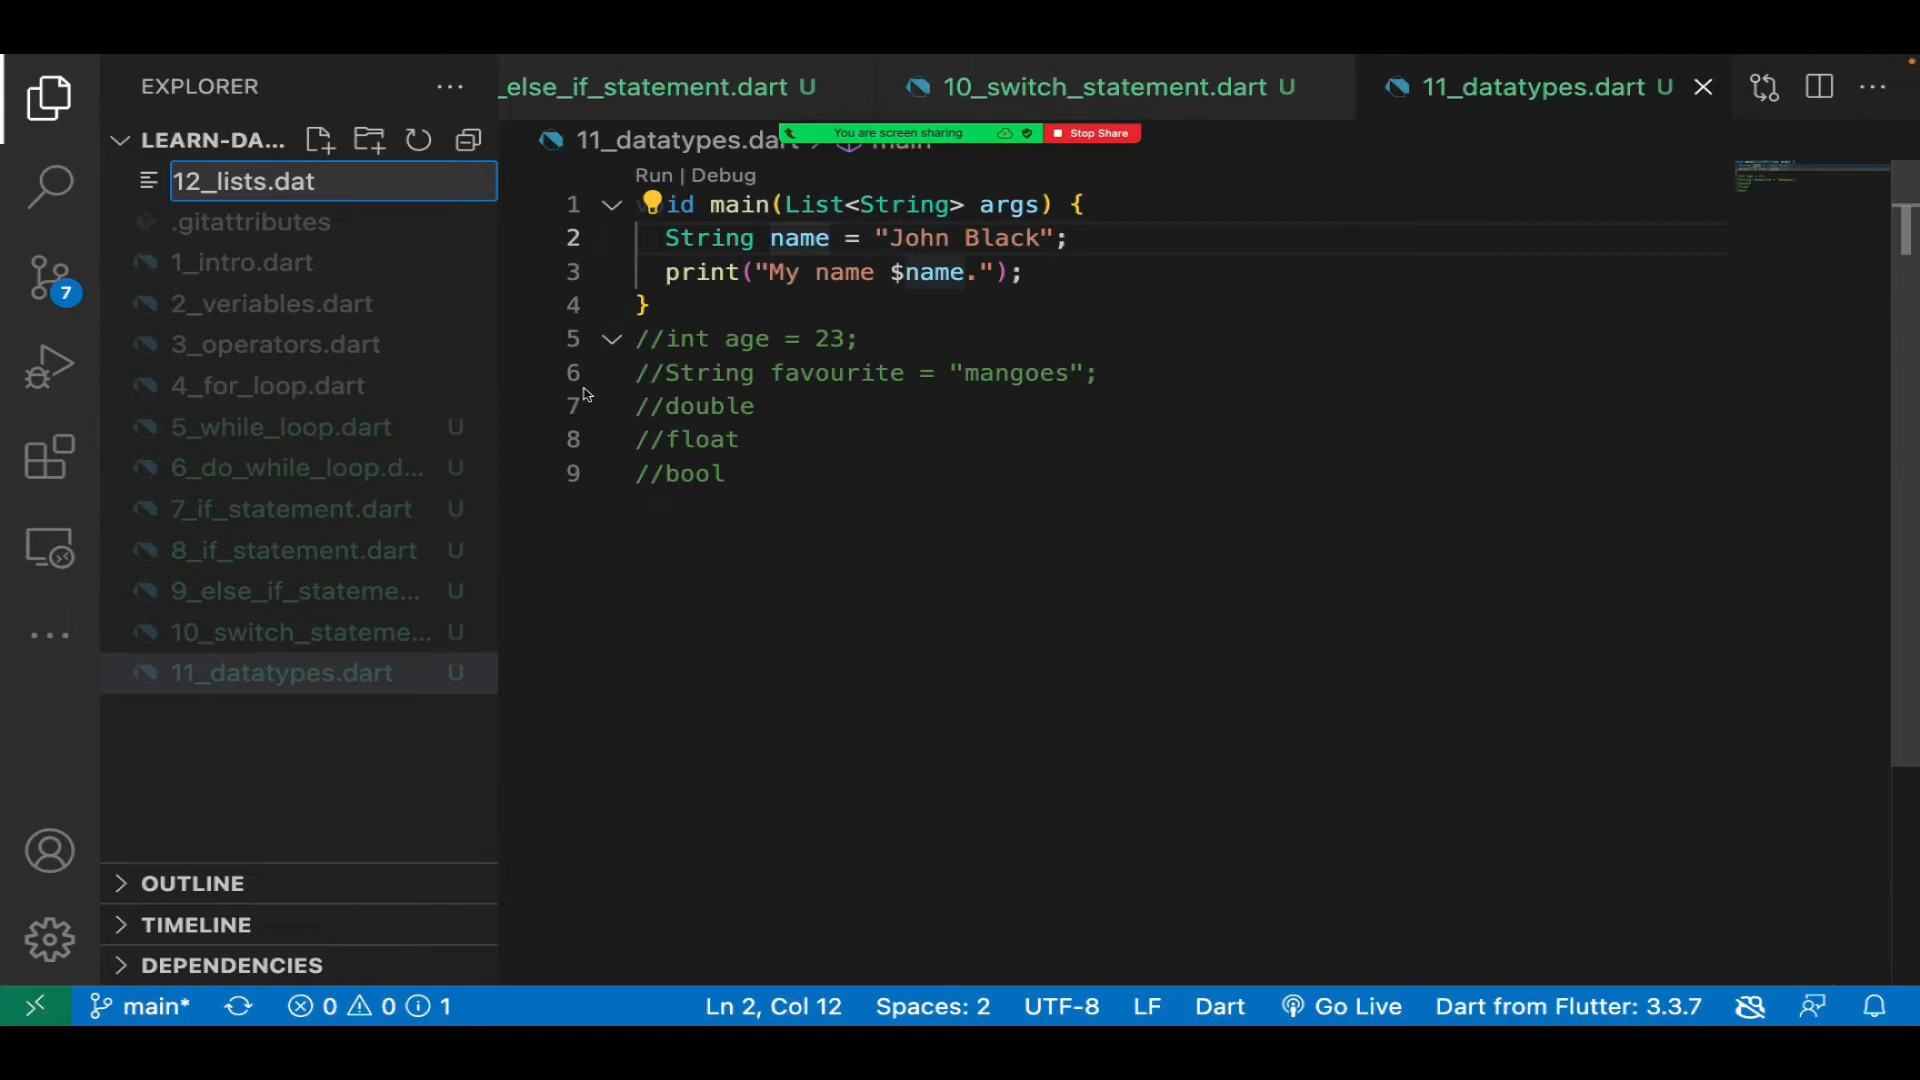 EXPLORER
_else_if_statement.dart U
10_switch_statement.dart U
11_datatypes.dart U
LEARN-DA...
11_datatypes.dart
main
You are screen sharing
Stop Share
12_lists.dat
.gitattributes
1_intro.dart
2_veriables.dart
3_operators.dart
4_for_loop.dart
5_while_loop.dart U
6_do_while_loop.d... U
7_if_statement.dart U
8_if_statement.dart U
9_else_if_stateme... U
10_switch_stateme... U
11_datatypes.dart U
7
OUTLINE
TIMELINE
DEPENDENCIES
Run | Debug
1 void main(List<String> args) {
2 String name = "John Black";
3 print("My name $name.");
4 }
5 //int age = 23;
6 //String favourite = "mangoes";
7 //double
8 //float
9 //bool
main* 0 0 1 Ln 2, Col 12 Spaces: 2 UTF-8 LF Dart Go Live Dart from Flutter: 3.3.7